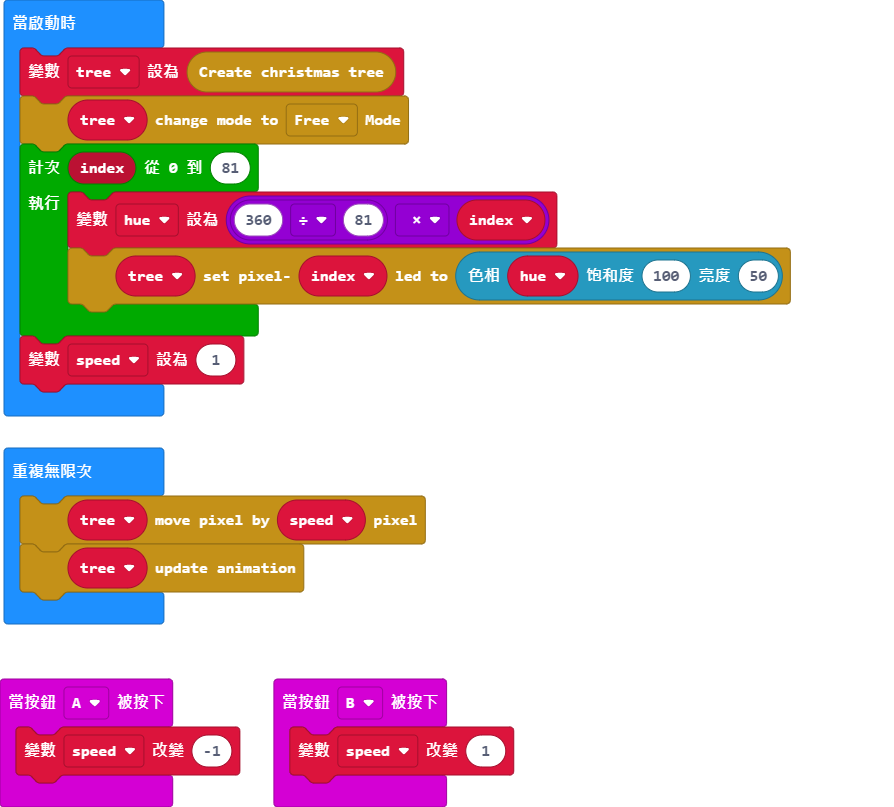 當啟動時
變數 tree 設為 Create christmas tree
tree change mode to Free Mode
計次 index 從 0 到 81
執行
變數 hue 設為 360 ÷ 81 × index
tree set pixel- index led to 色相 hue 饱和度 100 亮度 50
變數 speed 設為 1
重複無限次
tree move pixel by speed pixel
tree update animation
當按鈕 A 被按下
變數 speed 改變 -1
當按鈕 B 被按下
變數 speed 改變 1